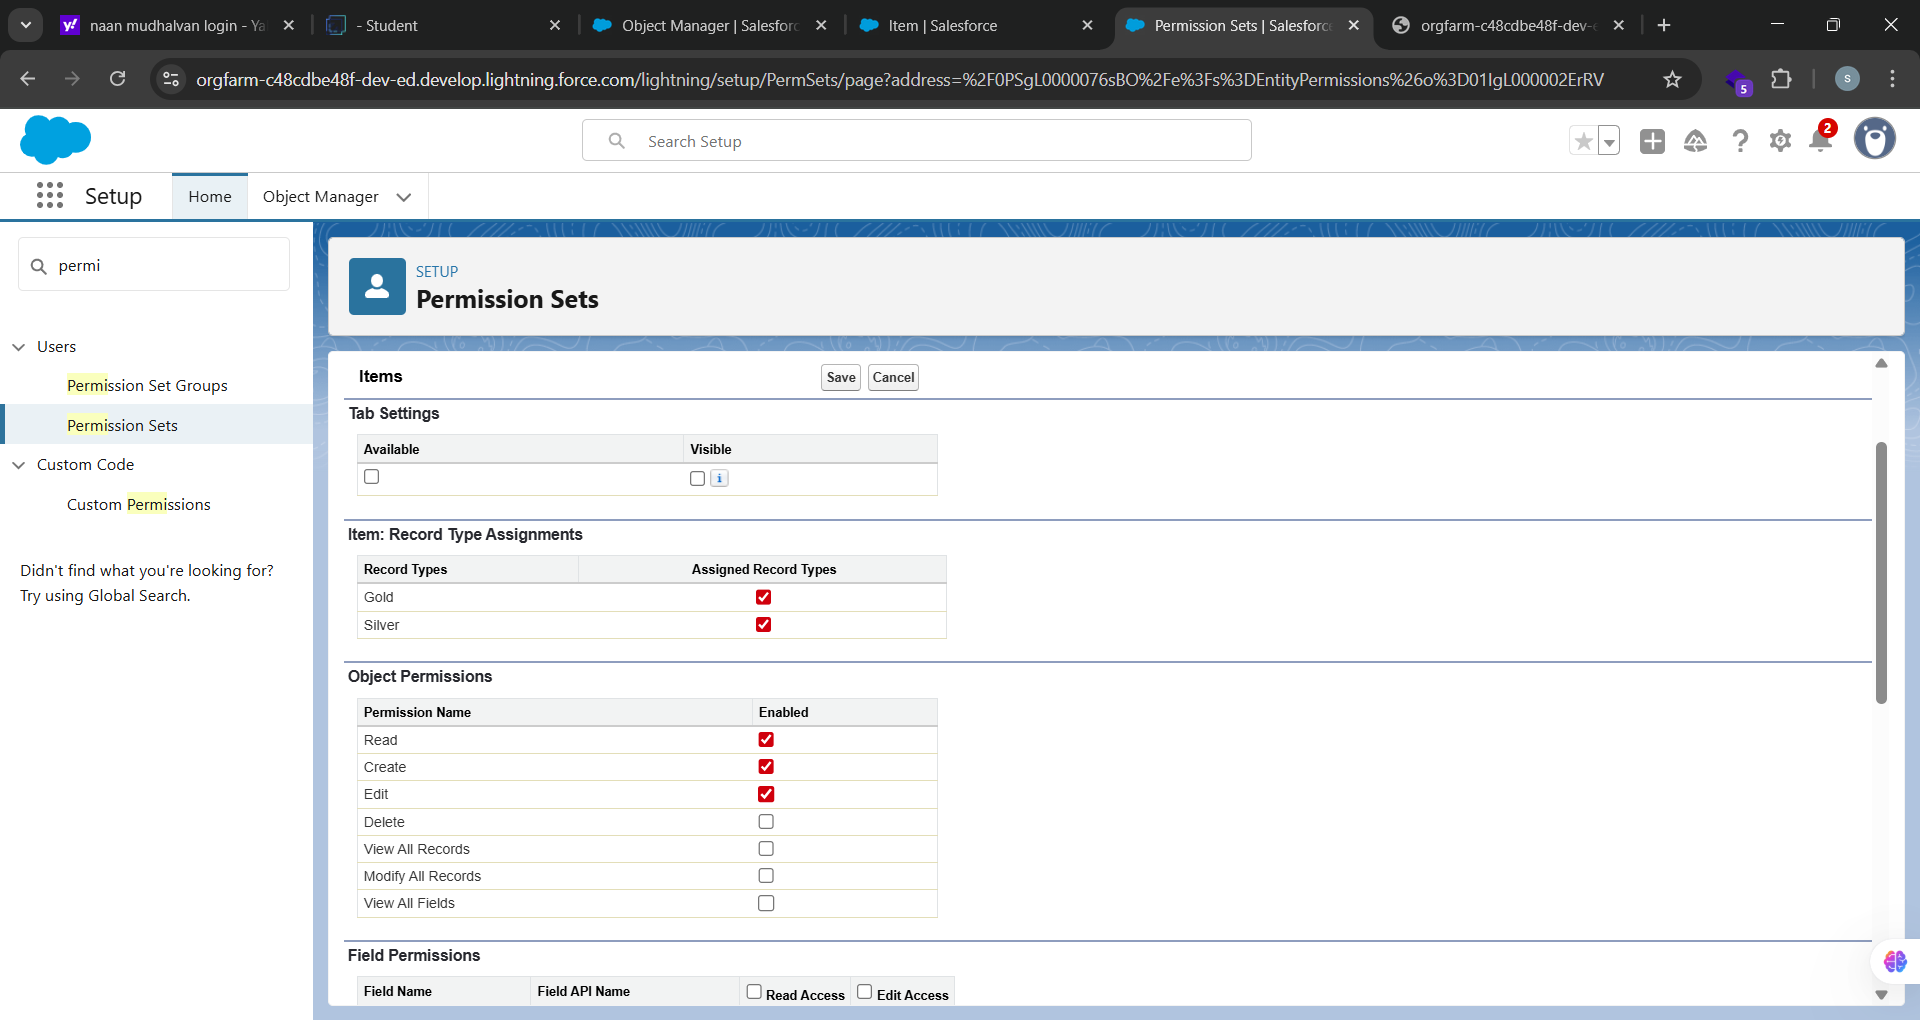 naan mudhalvan login - Ya
- Student
Object Manager | Salesforc
Item | Salesforce
Permission Sets | Salesforce
orgfarm-c48cdbe48f-dev-e
orgfarm-c48cdbe48f-dev-ed.develop.lightning.force.com/lightning/setup/PermSets/page?address=%2F0PSgL0000076sBO%2Fe%3Fs%3DEntityPermissions%26o%3D01IgL000002ErRV
5
S
Search Setup
2
Setup
Home
Object Manager
permi
Users
Permission Set Groups
Permission Sets
Custom Code
Custom Permissions
Didn't find what you're looking for?
Try using Global Search.
SETUP
Permission Sets
Items
Save
Cancel
Tab Settings
Available Visible
i
Item: Record Type Assignments
Record Types Assigned Record Types
Gold
Silver
Object Permissions
Permission Name Enabled
Read
Create
Edit
Delete
View All Records
Modify All Records
View All Fields
Field Permissions
Field Name Field API Name Read Access Edit Access